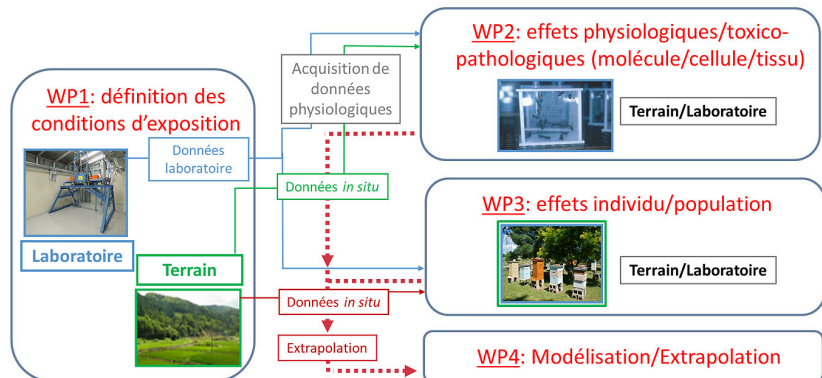 WP1: définition des
conditions d'exposition
Données
laboratoire
Laboratoire
Terrain
Acquisition de
données
physiologiques
Données in situ
Données in situ
Extrapolation
WP2: effets physiologiques/toxico-
pathologiques (molécule/cellule/tissu)
Terrain/Laboratoire
WP3: effets individu/population
Terrain/Laboratoire
WP4: Modélisation/Extrapolation